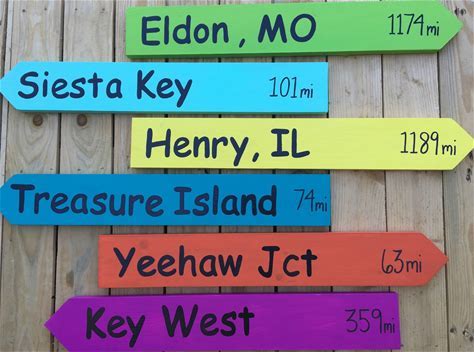 Eldon, MO 1174mi
Siesta Key 101mi
Henry, IL 1189mi
Treasure Island 74mi
Yeehaw Jct 63mi
Key West 359mi